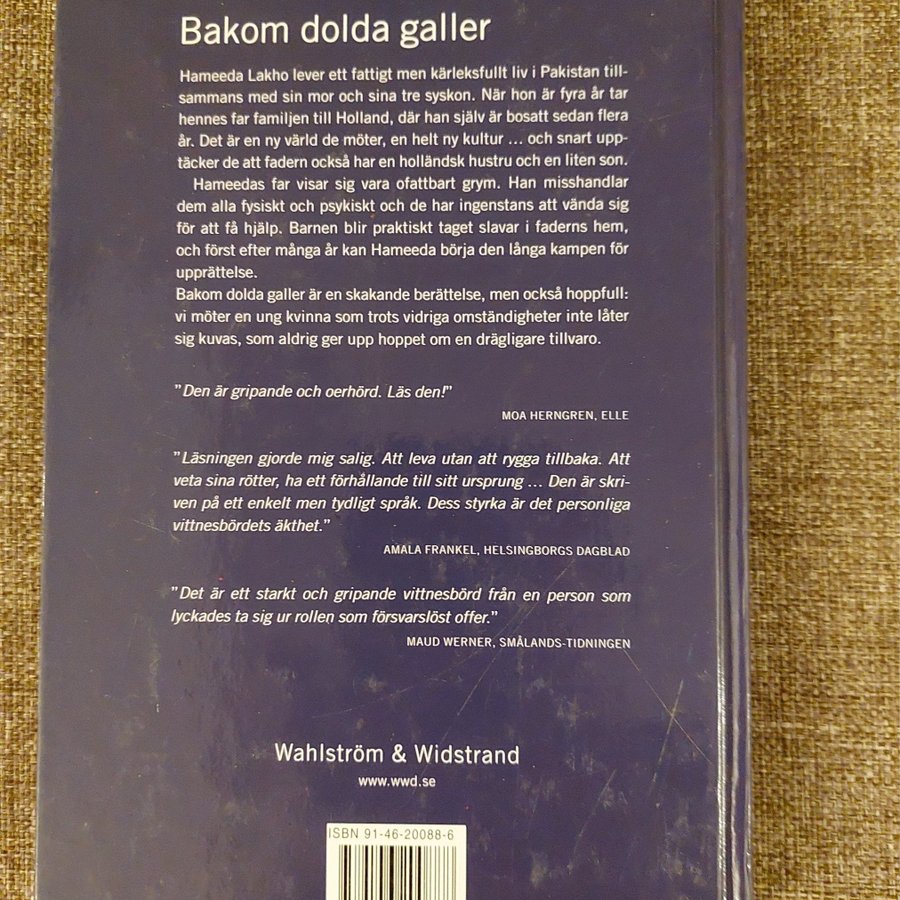 Bakom dolda galler
Hameeda Lakho lever ett fattigt men kärleksfullt liv i Pakistan till-
sammans med sin mor och sina tre syskon. När hon är fyra år tar
hennes far familjen till Holland, där han själv är bosatt sedan flera
år. Det är en ny värld de möter, en helt ny kultur ... och snart upp-
täcker de att fadern också har en holländsk hustru och en liten son.
Hameedas far visar sig vara ofattbart grym. Han misshandlar
dem alla fysiskt och psykiskt och de har ingenstans att vända sig
för att få hjälp. Barnen blir praktiskt taget slavar i faderns hem,
och först efter många år kan Hameeda börja den långa kampen för
upprättelse.
Bakom dolda galler är en skakande berättelse, men också hoppfull:
vi möter en ung kvinna som trots vidriga omständigheter inte låter
sig kuvas, som aldrig ger upp hoppet om en drägligare tillvaro.
"Den är gripande och oerhörd. Läs den!"
MOA HERNGREN, ELLE
"Läsningen gjorde mig salig. Att leva utan att rygga tillbaka. Att
veta sina rötter, ha ett förhållande till sitt ursprung ... Den är skri-
ven på ett enkelt men tydligt språk. Dess styrka är det personliga
vittnesbördets äkthet."
AMALA FRANKEL, HELSINGBORGS DAGBLAD
"Det är ett starkt och gripande vittnesbörd från en person som
lyckades ta sig ur rollen som försvarslöst offer."
MAUD WERNER, SMÅLANDS-TIDNINGEN
Wahlström & Widstrand
www.wwd.se
ISBN 91-46-20088-6